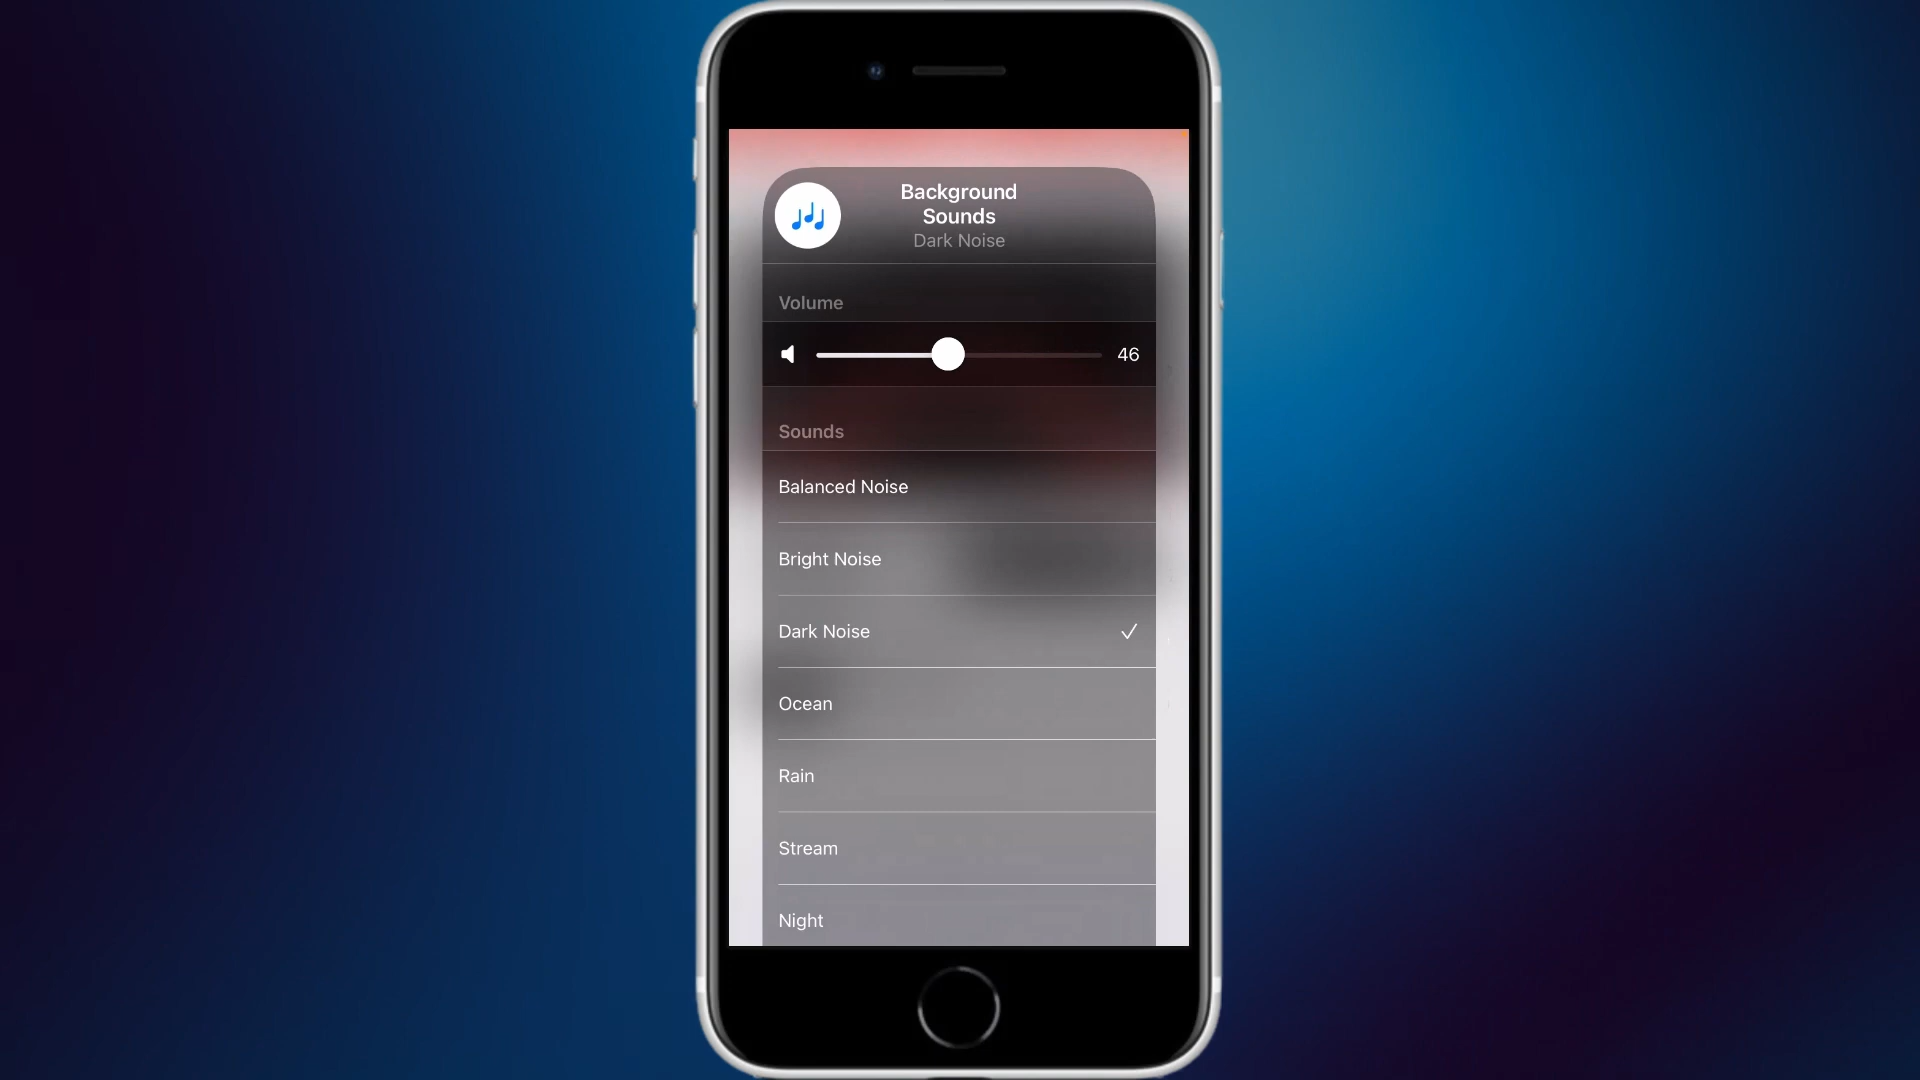 Background
Sounds
Dark Noise
Volume
46
Sounds
Balanced Noise
Bright Noise
Dark Noise
Ocean
Rain
Stream
Night